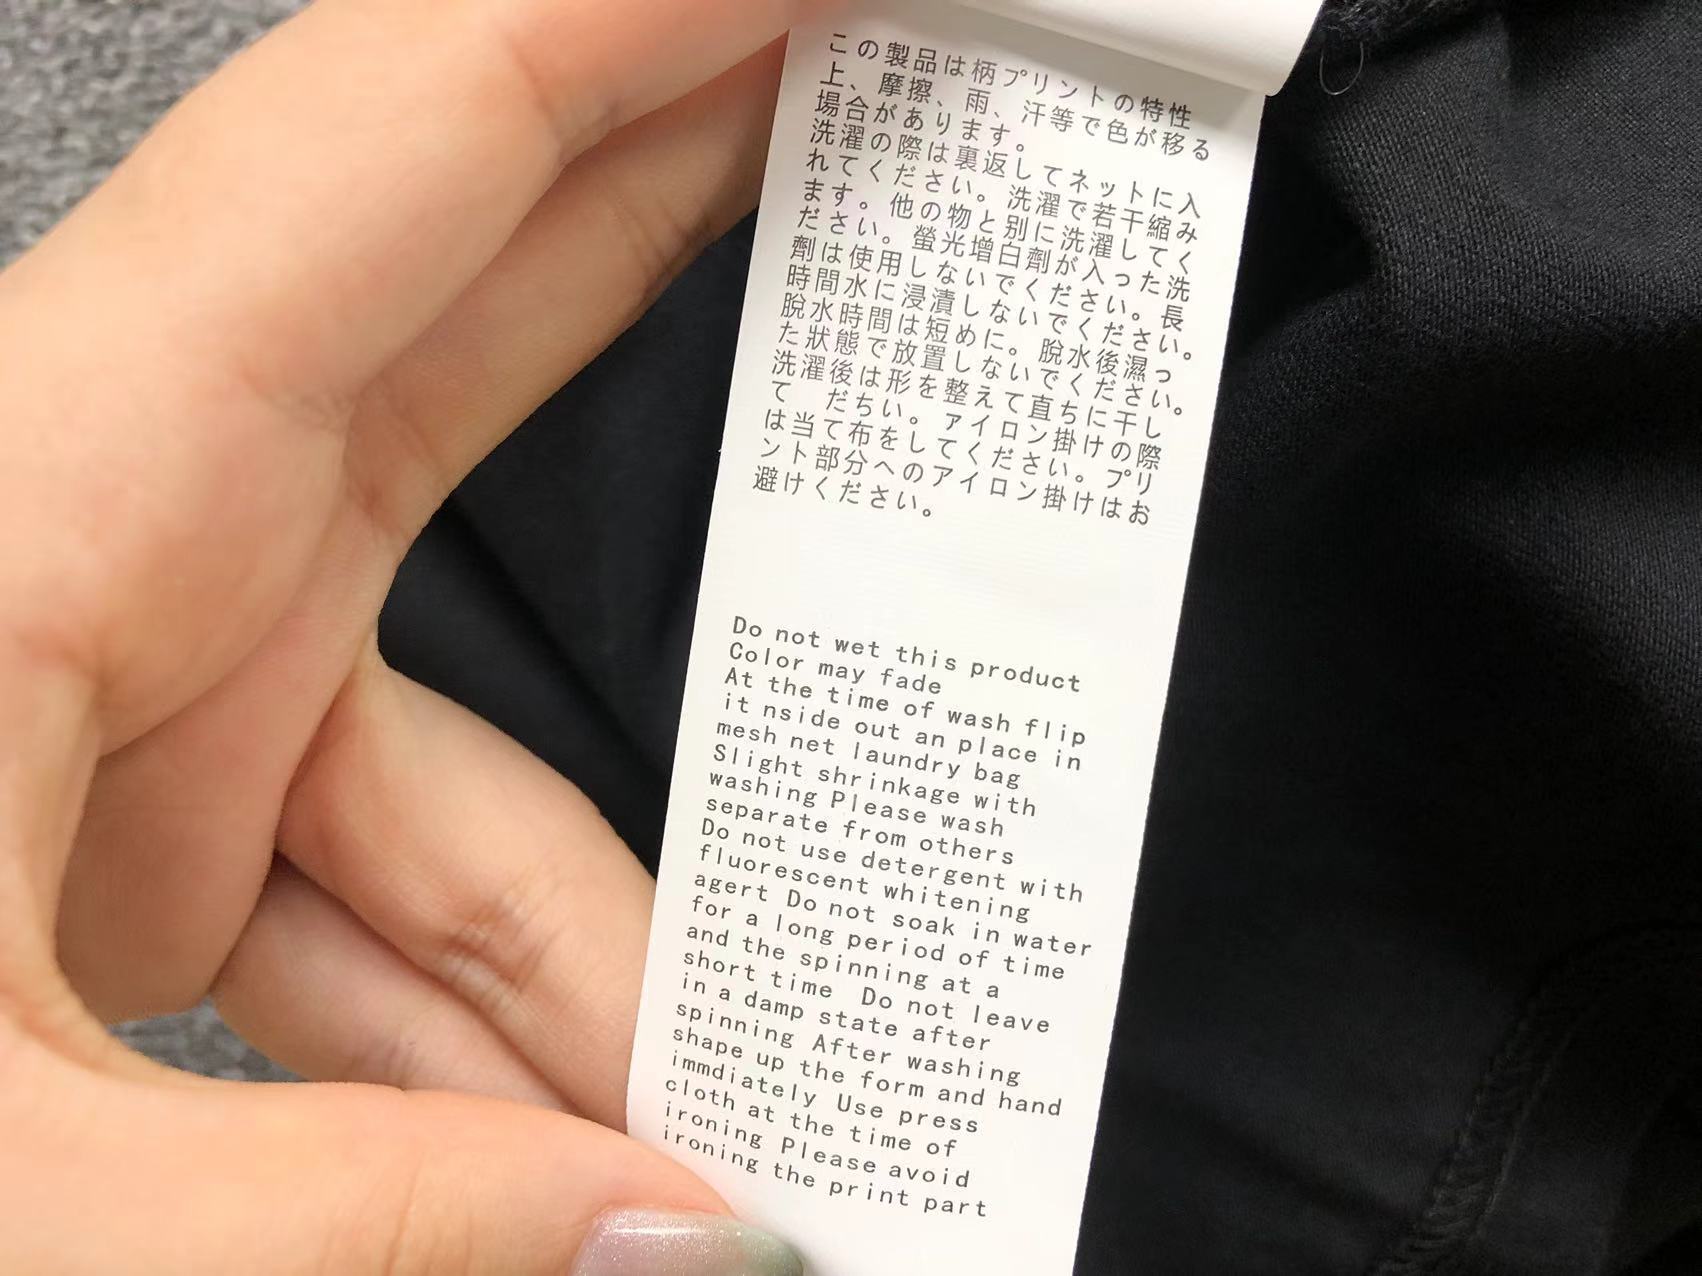 この製品は柄プリントの特性
上、摩擦、雨、汗等で色が移る
場合があります。
洗濯の際は裏返してネットに入
れてください。洗濯で若干縮み
ます。他の物と別に洗濯してく
ださい。螢光增白劑が入った洗
劑は使用しないでください。長
時間水に浸漬しないでください。
脫水時間は短めに。脫水後濕っ
た狀態で放置しないでください。
洗濯後は形を整えて直ちに干し
て　だちい。ァイロン掛けの際
は当て布をしてください。プリ
ント部分へのアイロン掛けはお
避けください。
Do not wet this product
Color may fade
At the time of wash flip
it nside out an place in
mesh net laundry bag
Slight shrinkage with
washing Please wash
separate from others
Do not use detergent with
fluorescent whitening
agert Do not soak in water
for a long period of time
and the spinning at a
short time Do not leave
in a damp state after
spinning After washing
shape up the form and hand
immdiately Use press
cloth at the time of
ironing Please avoid
ironing the print part